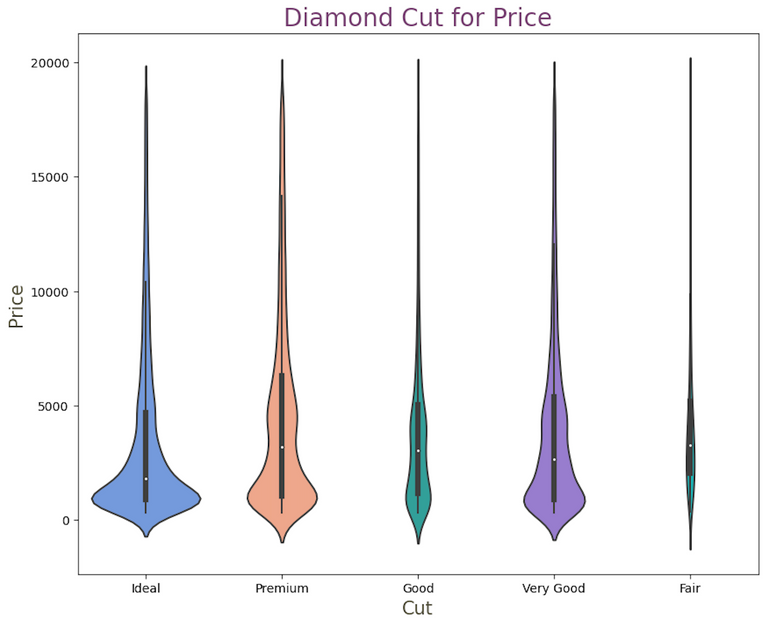 Diamond Cut for Price
20000
15000
10000
5000
0
Price
Ideal Premium Good Very Good Fair
Cut